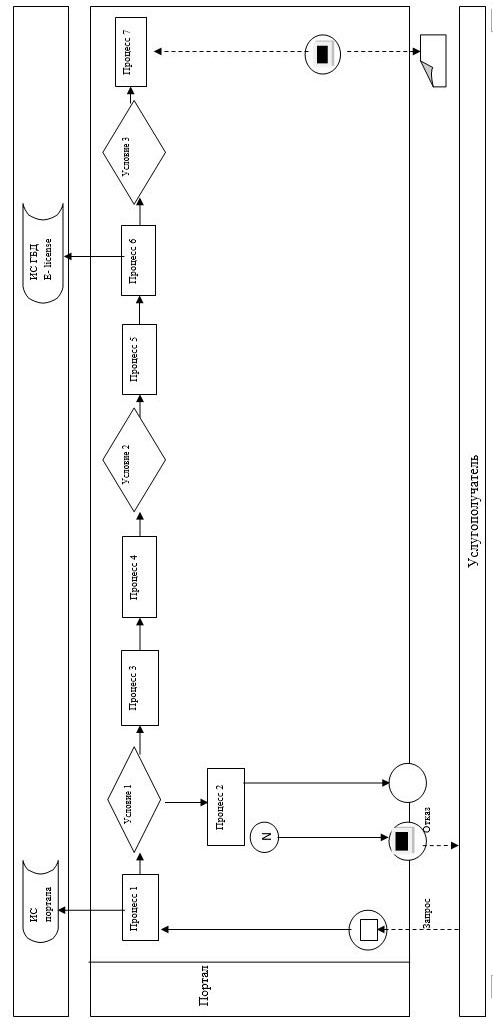 ИС
портала
ИС ГБД
E- license
Портал
Процесс 1
Условие 1
Процесс 2
N
Процесс 3
Процесс 4
Условие 2
Процесс 5
Процесс 6
Условие 3
Процесс 7
Запрос
Отказ
Услугополучатель